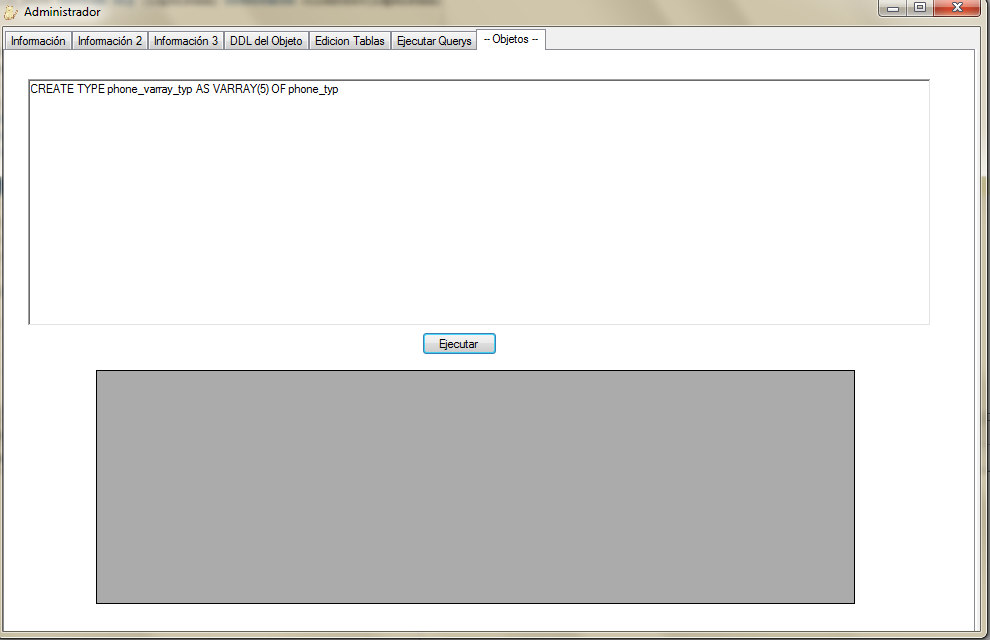 Administrador
Información Información 2 Información 3 DDL del Objeto Edicion Tablas Ejecutar Querys -- Objetos --
CREATE TYPE phone_varray_typ AS VARRAY(5) OF phone_typ
Ejecutar